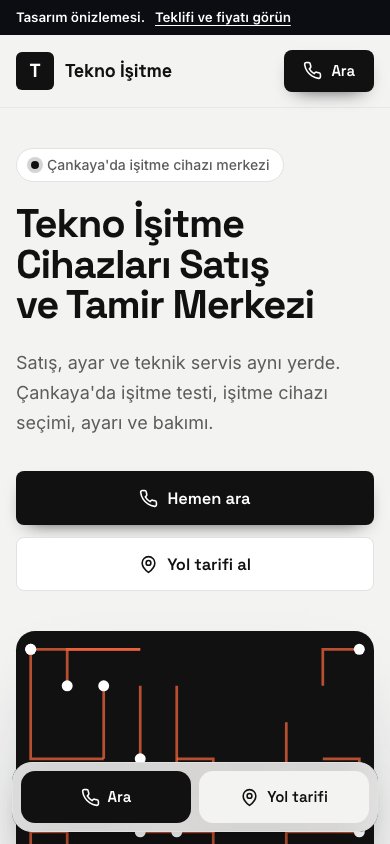 Tasarım önizlemesi. Teklifi ve fiyatı görün
T Tekno İşitme Ara
Çankaya'da işitme cihazı merkezi
Tekno İşitme
Cihazları Satış
ve Tamir Merkezi
Satış, ayar ve teknik servis aynı yerde.
Çankaya'da işitme testi, işitme cihazı
seçimi, ayarı ve bakımı.
Hemen ara
Yol tarifi al
Ara Yol tarifi